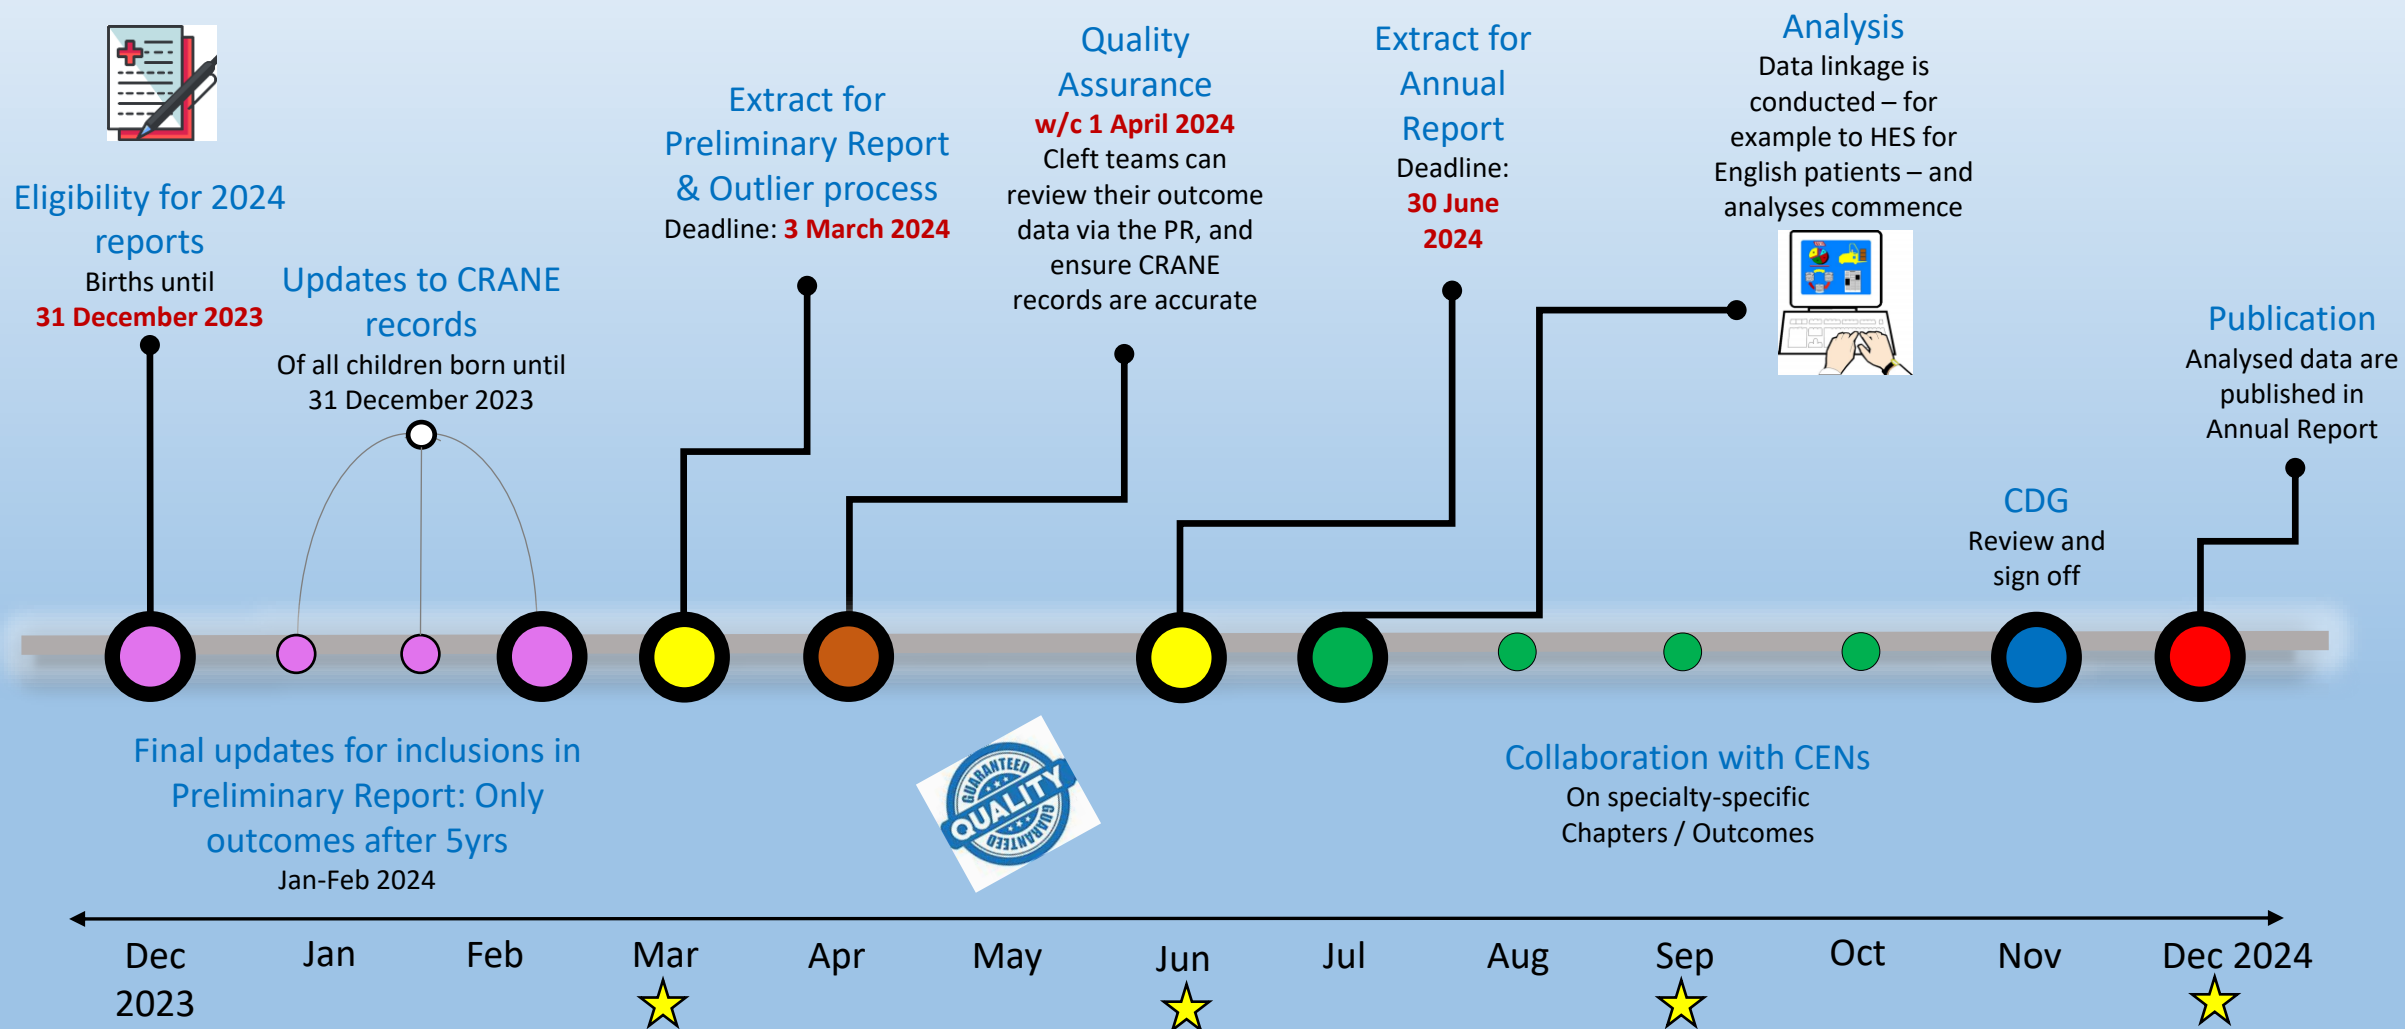 Eligibility for 2024
reports
Births until
31 December 2023
Updates to CRANE
records
Of all children born until
31 December 2023
Extract for
Preliminary Report
& Outlier process
Deadline: 3 March 2024
Quality
Assurance
w/c 1 April 2024
Cleft teams can
review their outcome
data via the PR, and
ensure CRANE
records are accurate
Extract for
Annual
Report
Deadline:
30 June
2024
Analysis
Data linkage is
conducted – for
example to HES for
English patients – and
analyses commence
CDG
Review and
sign off
Publication
Analysed data are
published in
Annual Report
Final updates for inclusions in
Preliminary Report: Only
outcomes after 5yrs
Jan-Feb 2024
GUARANTEED
QUALITY
GUARANTEED
GUARANTEED
Collaboration with CENs
On specialty-specific
Chapters / Outcomes
Dec
2023
Jan
Feb
Mar
Apr
May
Jun
Jul
Aug
Sep
Oct
Nov
Dec 2024